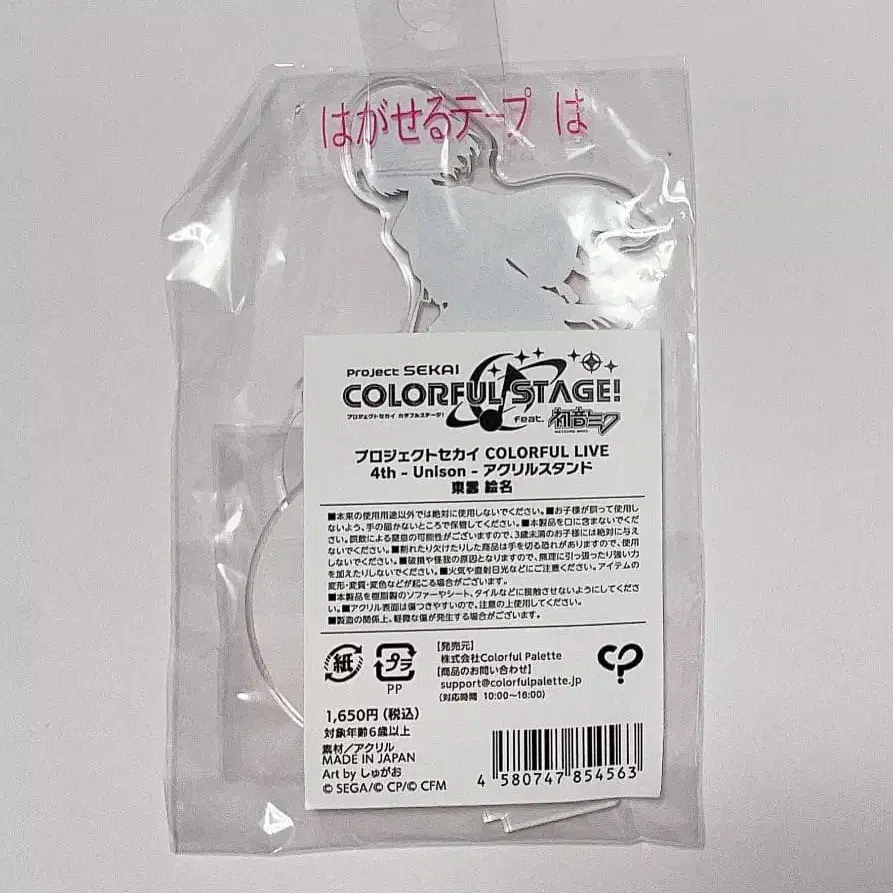 はがせるテープ は
Project SEKAI
COLORFUL STAGE!
プロジェクトセカイ カラフルステージ！
feat. 初音ミク
HATSUNE MIKU
プロジェクトセカイ COLORFUL LIVE
4th - Unison - アクリルスタンド
東雲 絵名
■本来の使用用途以外では絶対に使用しないでください。■お子様が誤って使用し
ないよう、手の届かないところで保管してください。■本製品を口に含まないでく
ださい。誤飲による窒息の可能性がございますので、3歳未満のお子様には絶対に与え
ないでください。■割れたり欠けたりした商品は手を切る恐れがありますので、使用
しないでください。■破損や怪我の原因となりますので、無理に引っ張ったり強い力
を加えたりしないでください。■火気や直射日光などにご注意ください。アイテムの
変形・変質・変色などが起こる場合がございます。
■本製品を樹脂製のソファーやシート、タイルなどに接触させないようにしてくださ
い。■アクリル表面は傷つきやすいので、注意の上使用してください。
■製造の関係上、軽微な傷が発生する場合がございます。
紙
プラ
PP
【発売元】
株式会社Colorful Palette
【商品のお問い合わせ】
support@colorfulpalette.jp
（対応時間 10:00～18:00）
CP
1,650円（税込）
対象年齢6歳以上
素材／アクリル
MADE IN JAPAN
Art by しゅがお
© SEGA/© CP/© CFM
4 580747 854563